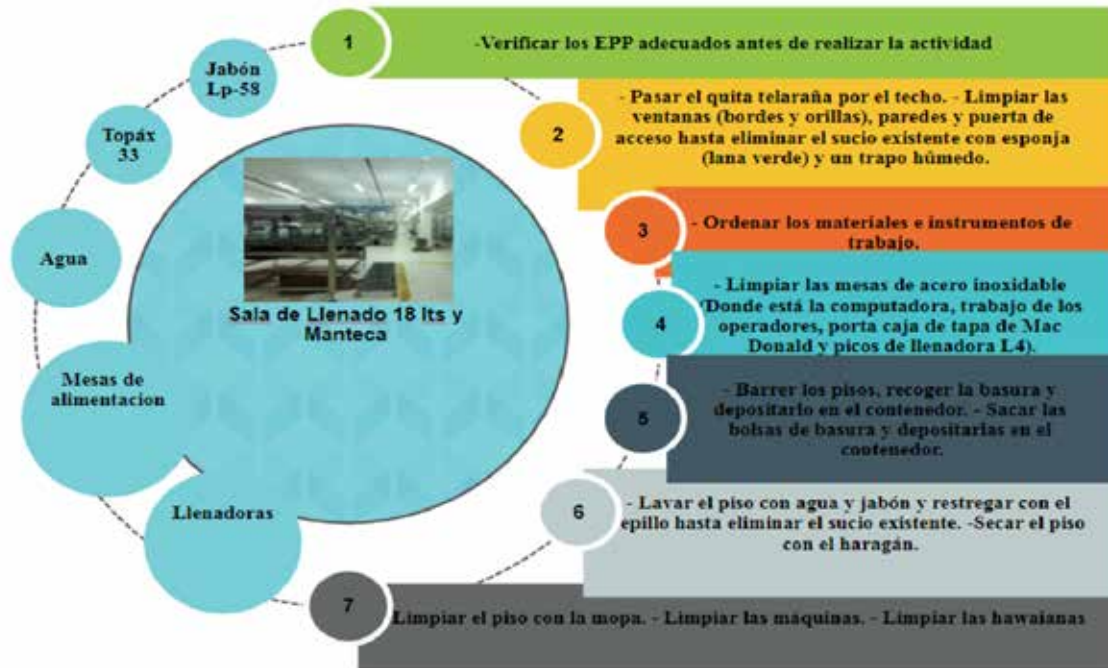 1
-Verificar los EPP adecuados antes de realizar la actividad
Jabón
Lp-58
Topáx
33
Agua
Mesas de
alimentacion
Llenadoras
Sala de Llenado 18 lts y
Manteca
2
- Pasar el quita telaraña por el techo. - Limpiar las
ventanas (bordes y orillas), paredes y puerta de
acceso hasta eliminar el sucio existente con esponja
(lana verde) y un trapo húmedo.
3
- Ordenar los materiales e instrumentos de
trabajo.
4
- Limpiar las mesas de acero inoxidable
(Donde está la computadora, trabajo de los
operadores, porta caja de tapa de Mac
Donald y picos de llenadora L4).
5
- Barrer los pisos, recoger la basura y
depositarlo en el contenedor. - Sacar las
bolsas de basura y depositarlas en el
contenedor.
6
- Lavar el piso con agua y jabón y restregar con el
epillo hasta eliminar el sucio existente. -Secar el piso
con el haragán.
7
Limpiar el piso con la mopa. - Limpiar las máquinas. - Limpiar las hawaianas